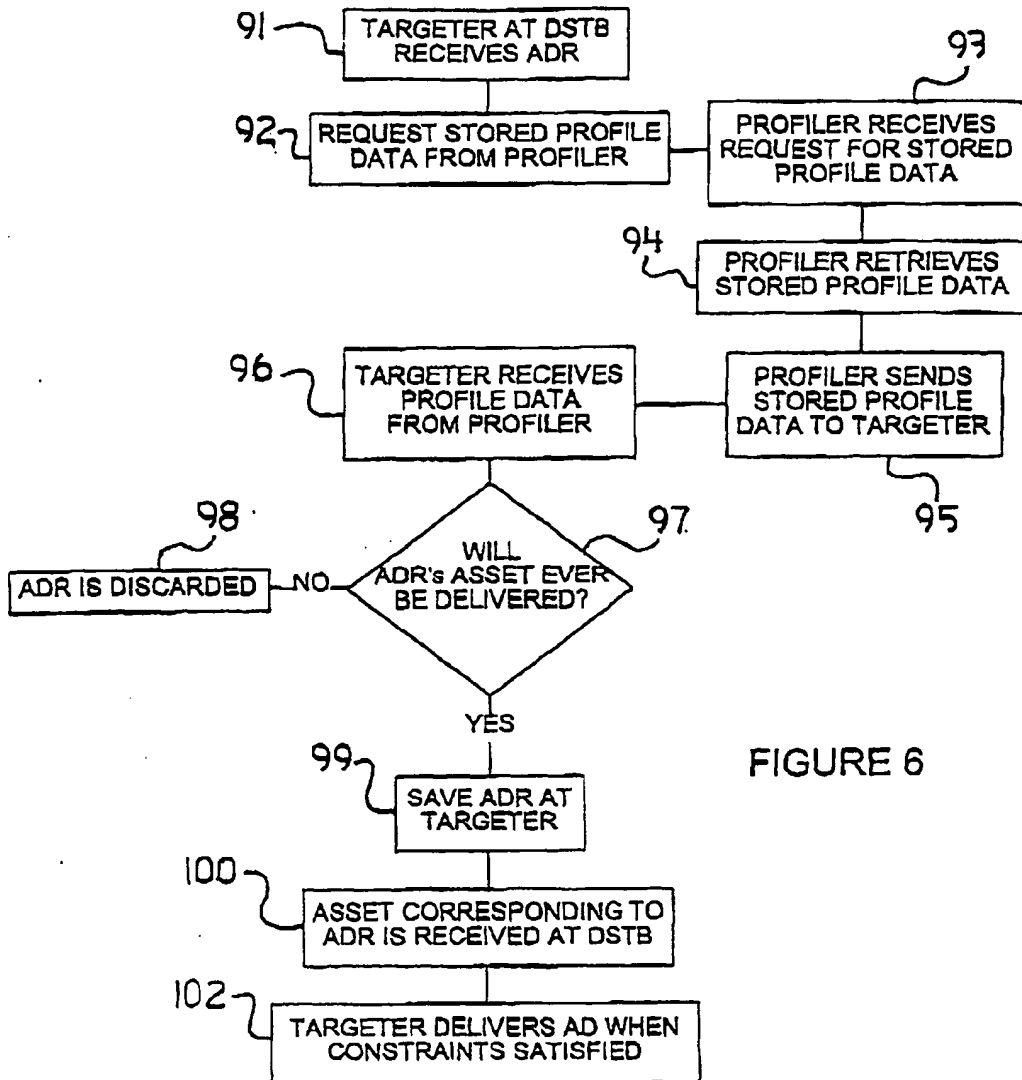 91
TARGETER AT DSTB
RECEIVES ADR
92
REQUEST STORED PROFILE
DATA FROM PROFILER
93
PROFILER RECEIVES
REQUEST FOR STORED
PROFILE DATA
94
PROFILER RETRIEVES
STORED PROFILE DATA
95
PROFILER SENDS
STORED PROFILE
DATA TO TARGETER
96
TARGETER RECEIVES
PROFILE DATA
FROM PROFILER
97
WILL
ADR's ASSET EVER
BE DELIVERED?
NO
98
ADR IS DISCARDED
YES
99
SAVE ADR AT
TARGETER
100
ASSET CORRESPONDING TO
ADR IS RECEIVED AT DSTB
102
TARGETER DELIVERS AD WHEN
CONSTRAINTS SATISFIED
FIGURE 6